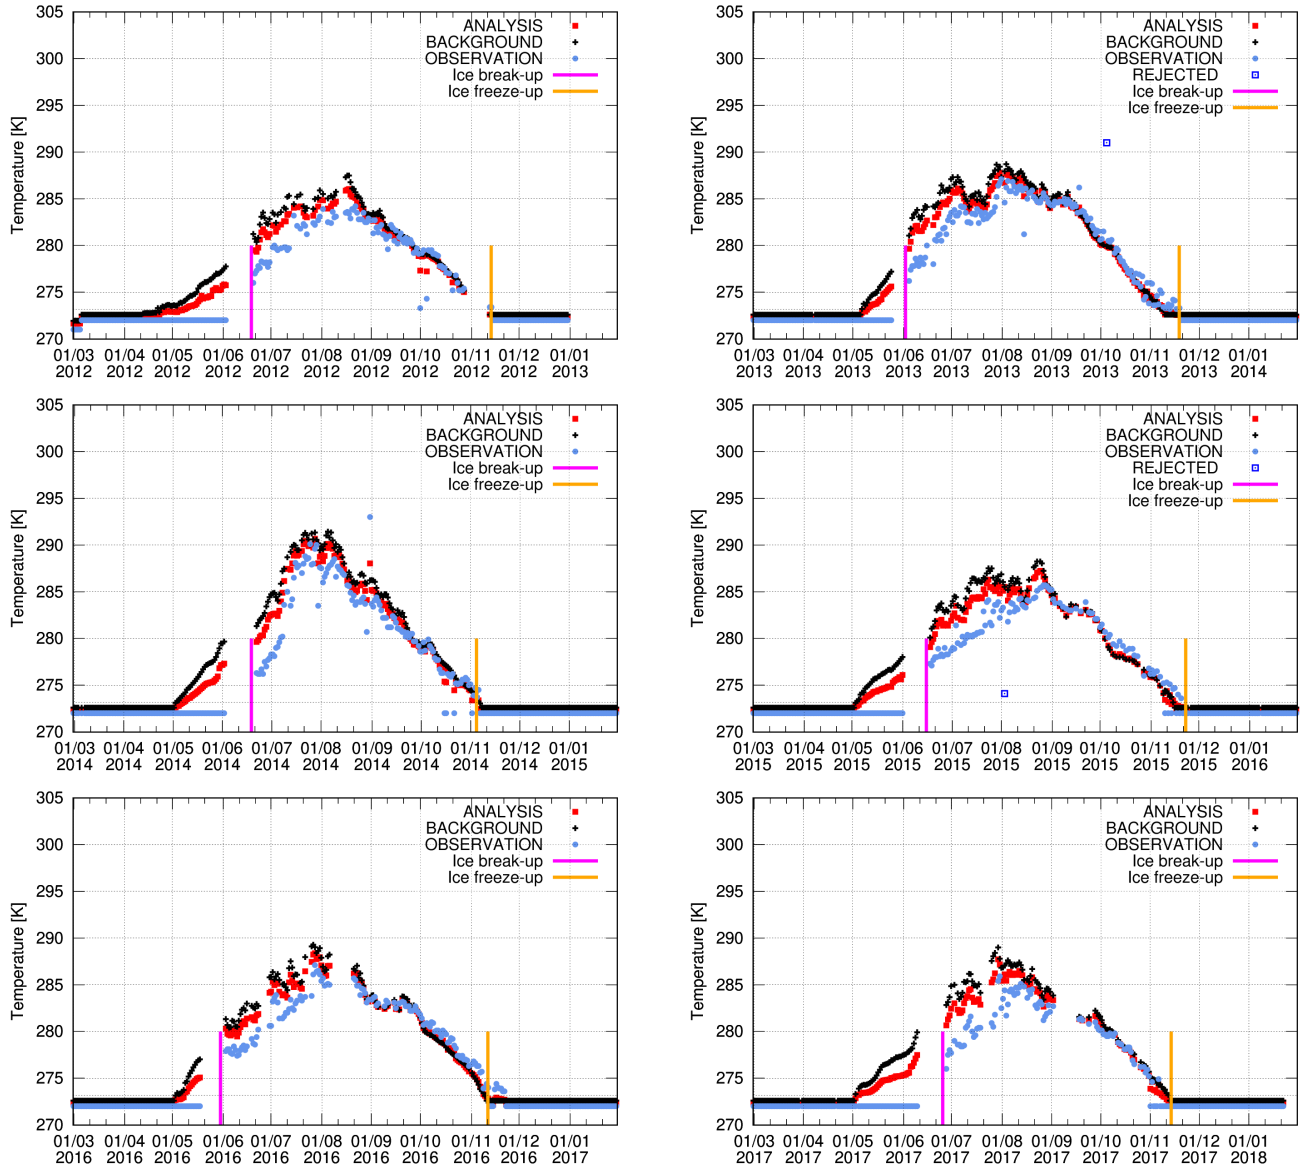 305
300
295
290
285
280
275
270
Temperature [K]
ANALYSIS
BACKGROUND
OBSERVATION
Ice break-up
Ice freeze-up
01/03 01/04 01/05 01/06 01/07 01/08 01/09 01/10 01/11 01/12 01/01
2012 2012 2012 2012 2012 2012 2012 2012 2012 2012 2013
305
300
295
290
285
280
275
270
Temperature [K]
ANALYSIS
BACKGROUND
OBSERVATION
REJECTED
Ice break-up
Ice freeze-up
01/03 01/04 01/05 01/06 01/07 01/08 01/09 01/10 01/11 01/12 01/01
2013 2013 2013 2013 2013 2013 2013 2013 2013 2013 2014
305
300
295
290
285
280
275
270
Temperature [K]
ANALYSIS
BACKGROUND
OBSERVATION
Ice break-up
Ice freeze-up
01/03 01/04 01/05 01/06 01/07 01/08 01/09 01/10 01/11 01/12 01/01
2014 2014 2014 2014 2014 2014 2014 2014 2014 2014 2015
305
300
295
290
285
280
275
270
Temperature [K]
ANALYSIS
BACKGROUND
OBSERVATION
REJECTED
Ice break-up
Ice freeze-up
01/03 01/04 01/05 01/06 01/07 01/08 01/09 01/10 01/11 01/12 01/01
2015 2015 2015 2015 2015 2015 2015 2015 2015 2015 2016
305
300
295
290
285
280
275
270
Temperature [K]
ANALYSIS
BACKGROUND
OBSERVATION
Ice break-up
Ice freeze-up
01/03 01/04 01/05 01/06 01/07 01/08 01/09 01/10 01/11 01/12 01/01
2016 2016 2016 2016 2016 2016 2016 2016 2016 2016 2017
305
300
295
290
285
280
275
270
Temperature [K]
ANALYSIS
BACKGROUND
OBSERVATION
Ice break-up
Ice freeze-up
01/03 01/04 01/05 01/06 01/07 01/08 01/09 01/10 01/11 01/12 01/01
2017 2017 2017 2017 2017 2017 2017 2017 2017 2017 2018